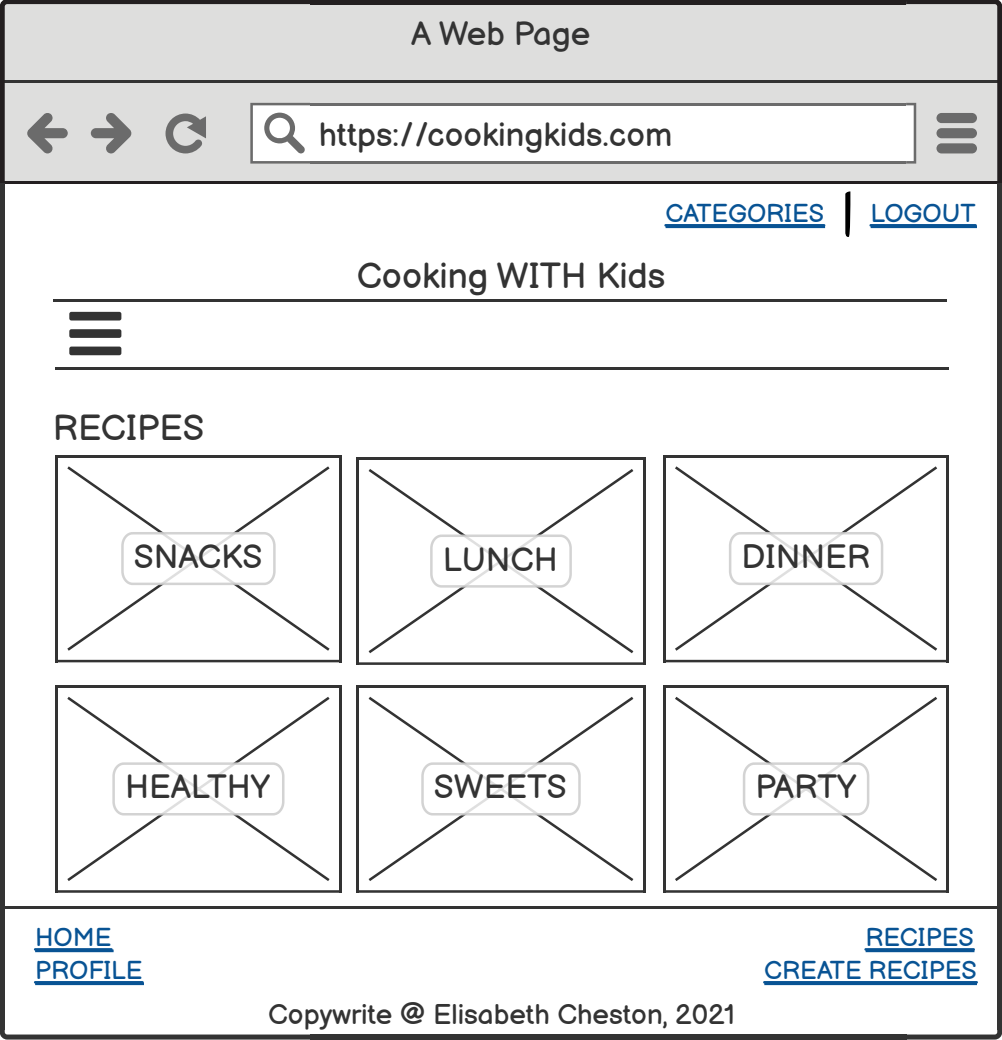 A Web Page
https://cookingkids.com
CATEGORIES LOGOUT
Cooking WITH Kids
RECIPES
SNACKS LUNCH DINNER
HEALTHY SWEETS PARTY
HOME RECIPES
PROFILE CREATE RECIPES
Copywrite @ Elisabeth Cheston, 2021